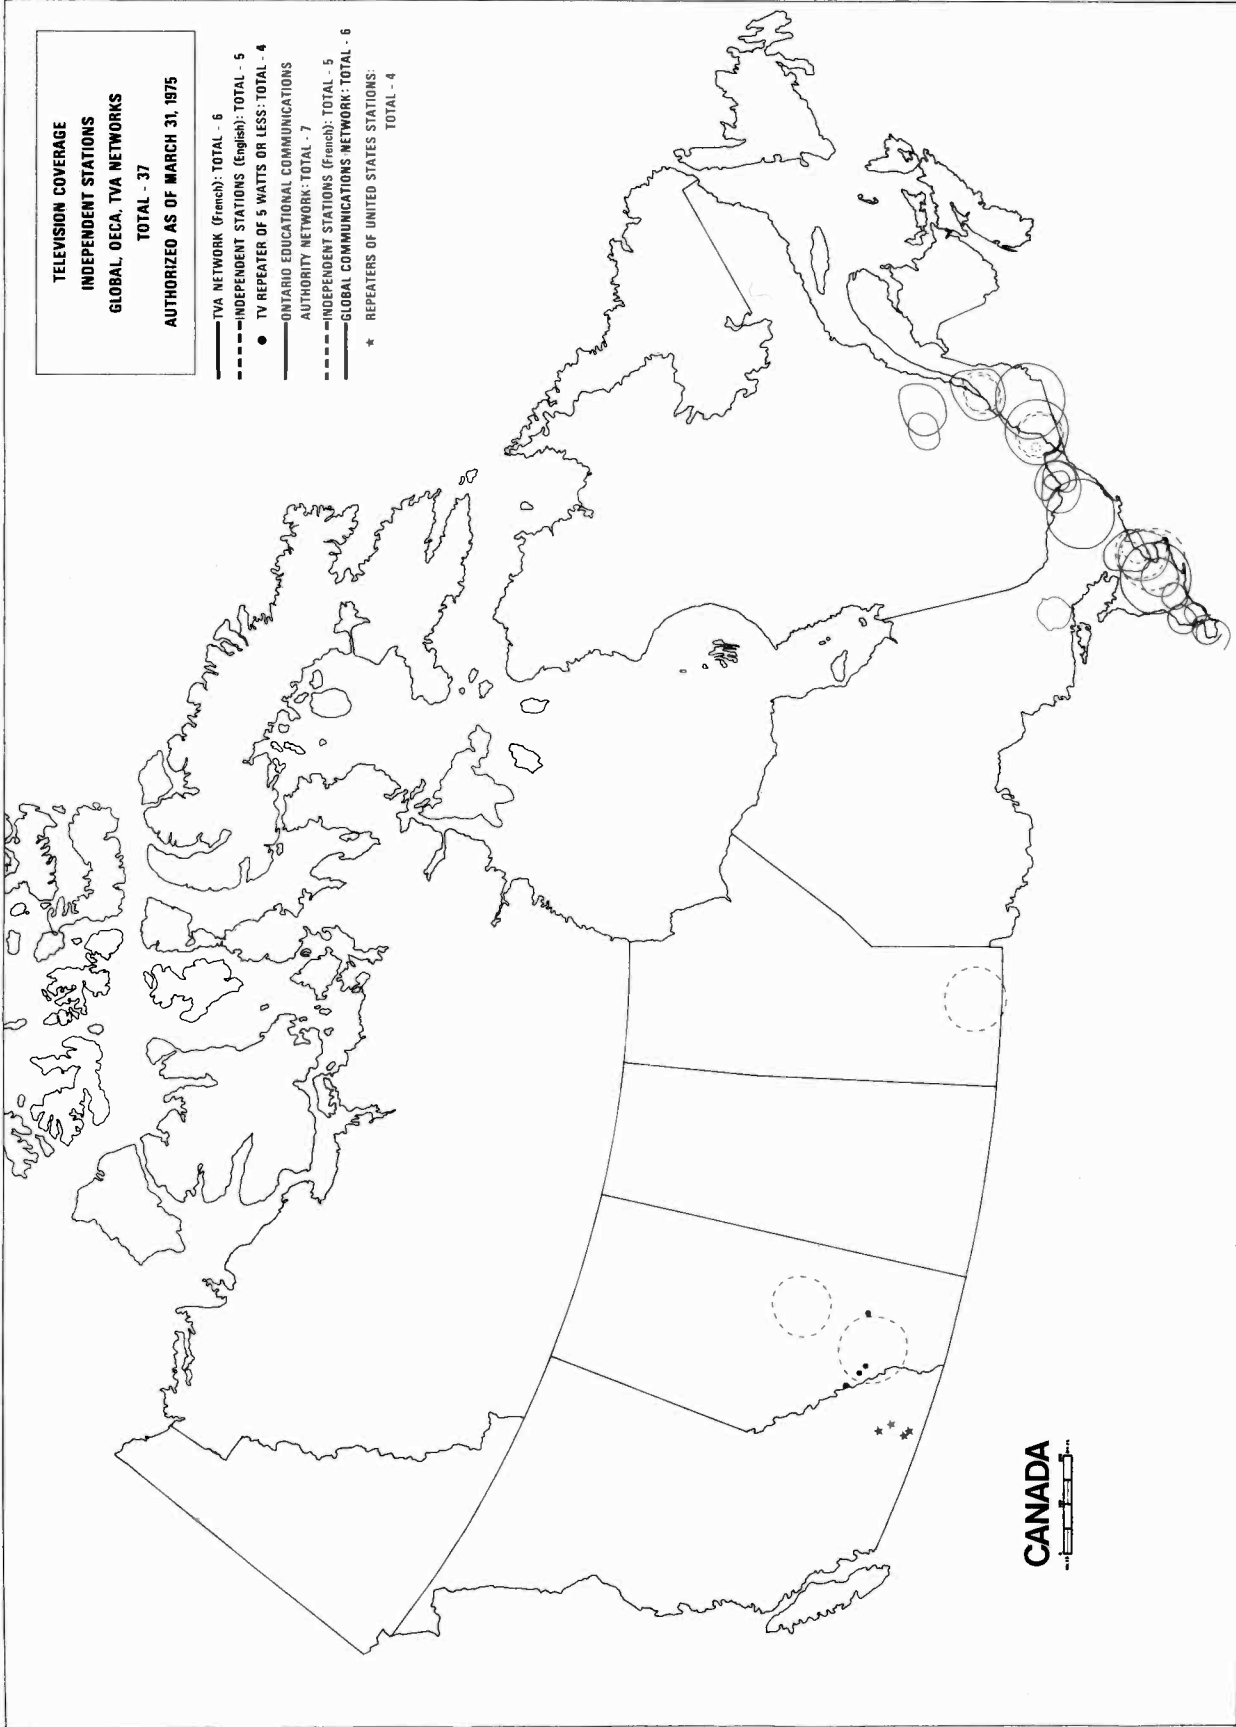 TELEVISION COVERAGE
INDEPENDENT STATIONS
GLOBAL, OECA, TVA NETWORKS
TOTAL - 37
AUTHORIZED AS OF MARCH 31, 1975
TVA NETWORK (French): TOTAL - 6
INDEPENDENT STATIONS (English): TOTAL - 5
TV REPEATER OF 5 WATTS OR LESS: TOTAL - 4
ONTARIO EDUCATIONAL COMMUNICATIONS
AUTHORITY NETWORK: TOTAL - 7
INDEPENDENT STATIONS (French): TOTAL - 5
GLOBAL COMMUNICATIONS NETWORK: TOTAL - 6
REPEATERS OF UNITED STATES STATIONS:
TOTAL - 4
CANADA